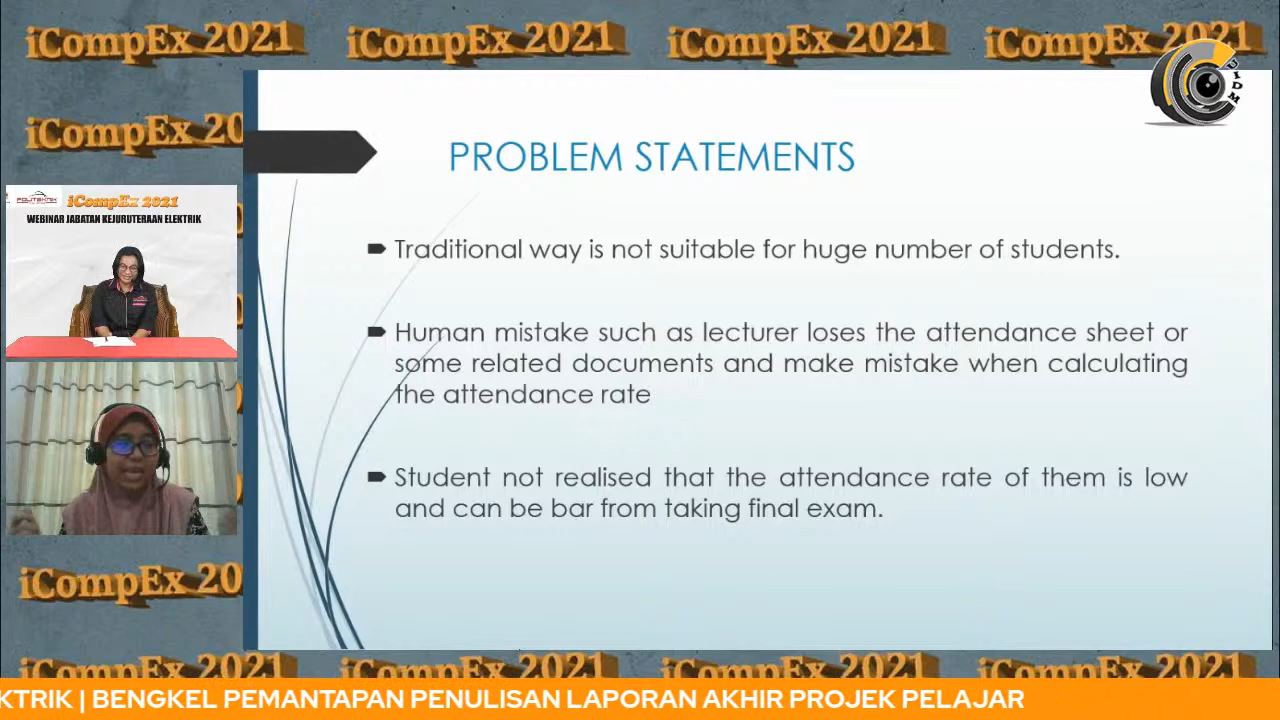 iCompEx 2021 iCompEx 2021 iCompEx 2021 iCompEx 2021
UIDM
iCompEx 20
PROBLEM STATEMENTS
POLITEKNIK iCompEx 2021
WEBINAR JABATAN KEJURUTERAAN ELEKTRIK
Traditional way is not suitable for huge number of students.
Human mistake such as lecturer loses the attendance sheet or
some related documents and make mistake when calculating
the attendance rate
Student not realised that the attendance rate of them is low
and can be bar from taking final exam.
iCompEx 20
iCompEx 2021 iCompEx 2021 iCompEx 2021 iCompEx 2021
EKTRIK | BENGKEL PEMANTAPAN PENULISAN LAPORAN AKHIR PROJEK PELAJAR